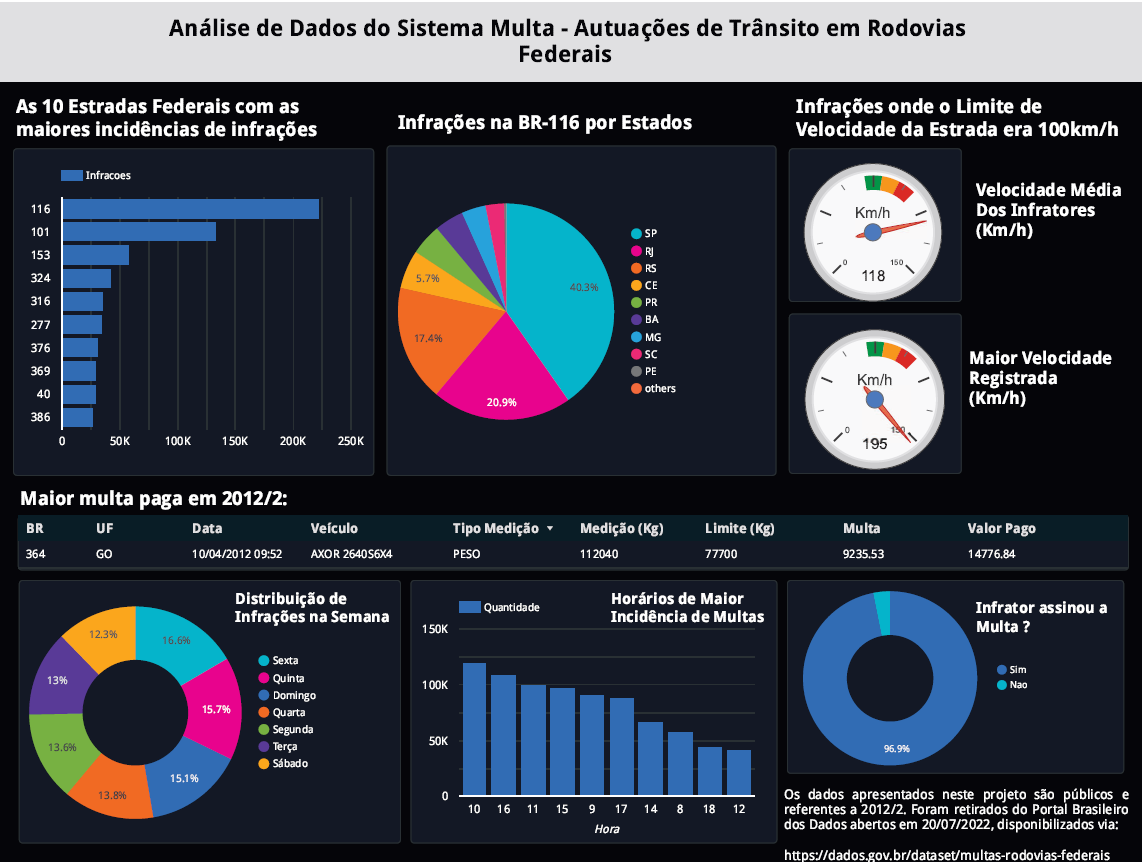 Análise de Dados do Sistema Multa - Autuações de Trânsito em Rodovias
Federais
As 10 Estradas Federais com as
maiores incidências de infrações
Infracoes
116
101
153
324
316
277
376
369
40
386
0 50K 100K 150K 200K 250K
Infrações na BR-116 por Estados
40.3%
20.9%
17.4%
5.7%
SP
RJ
RS
CE
PR
BA
MG
SC
PE
others
Infrações onde o Limite de
Velocidade da Estrada era 100km/h
Km/h
0 150
118
Velocidade Média
Dos Infratores
(Km/h)
Km/h
0 150
195
Maior Velocidade
Registrada
(Km/h)
Maior multa paga em 2012/2:
BR UF Data Veículo Tipo Medição Medição (Kg) Limite (Kg) Multa Valor Pago
364 GO 10/04/2012 09:52 AXOR 2640S6X4 PESO 112040 77700 9235.53 14776.84
Distribuição de
Infrações na Semana
16.6%
15.7%
15.1%
13.8%
13.6%
13%
12.3%
Sexta
Quinta
Domingo
Quarta
Segunda
Terça
Sábado
Quantidade
Horários de Maior
Incidência de Multas
150K
100K
50K
0
10 16 11 15 9 17 14 8 18 12
Hora
Infrator assinou a
Multa ?
Sim
Nao
96.9%
Os dados apresentados neste projeto são públicos e
referentes a 2012/2. Foram retirados do Portal Brasileiro
dos Dados abertos em 20/07/2022, disponibilizados via:
https://dados.gov.br/dataset/multas-rodovias-federais